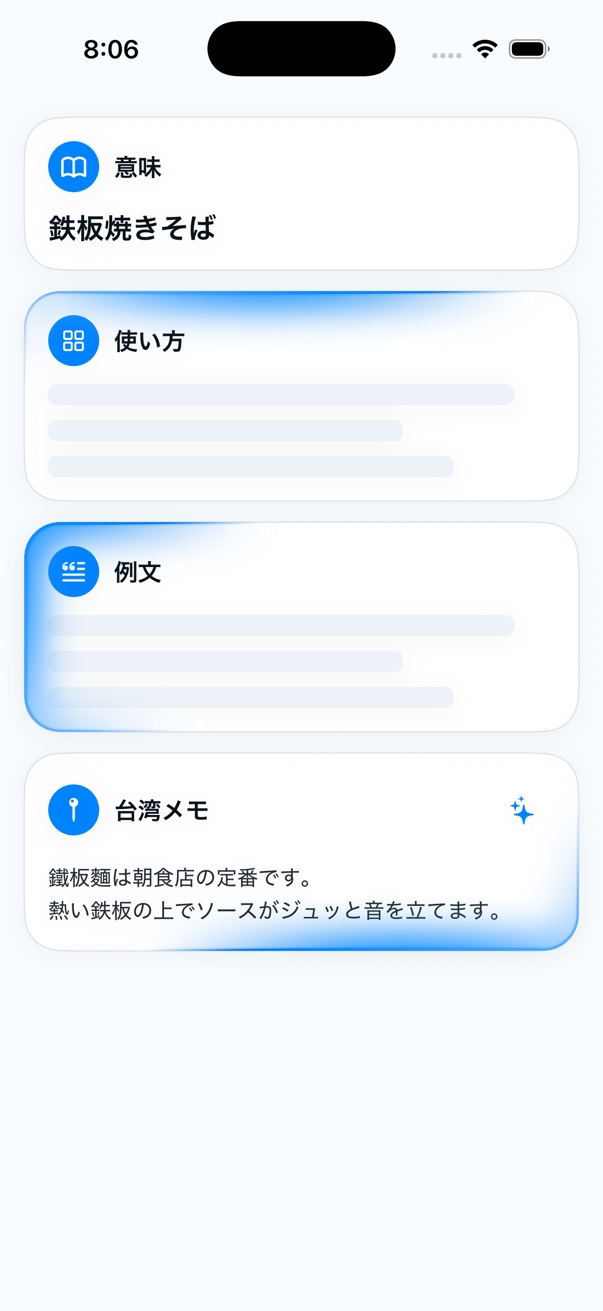 8:06
意味
鉄板焼きそば
使い方
例文
台湾メモ
鐵板麵は朝食店の定番です。
熱い鉄板の上でソースがジュッと音を立てます。